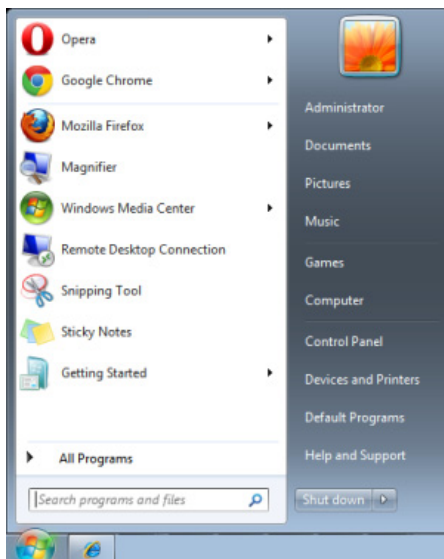 Opera
Google Chrome
Mozilla Firefox
Magnifier
Windows Media Center
Remote Desktop Connection
Snipping Tool
Sticky Notes
Getting Started
All Programs
Search programs and files
Administrator
Documents
Pictures
Music
Games
Computer
Control Panel
Devices and Printers
Default Programs
Help and Support
Shut down